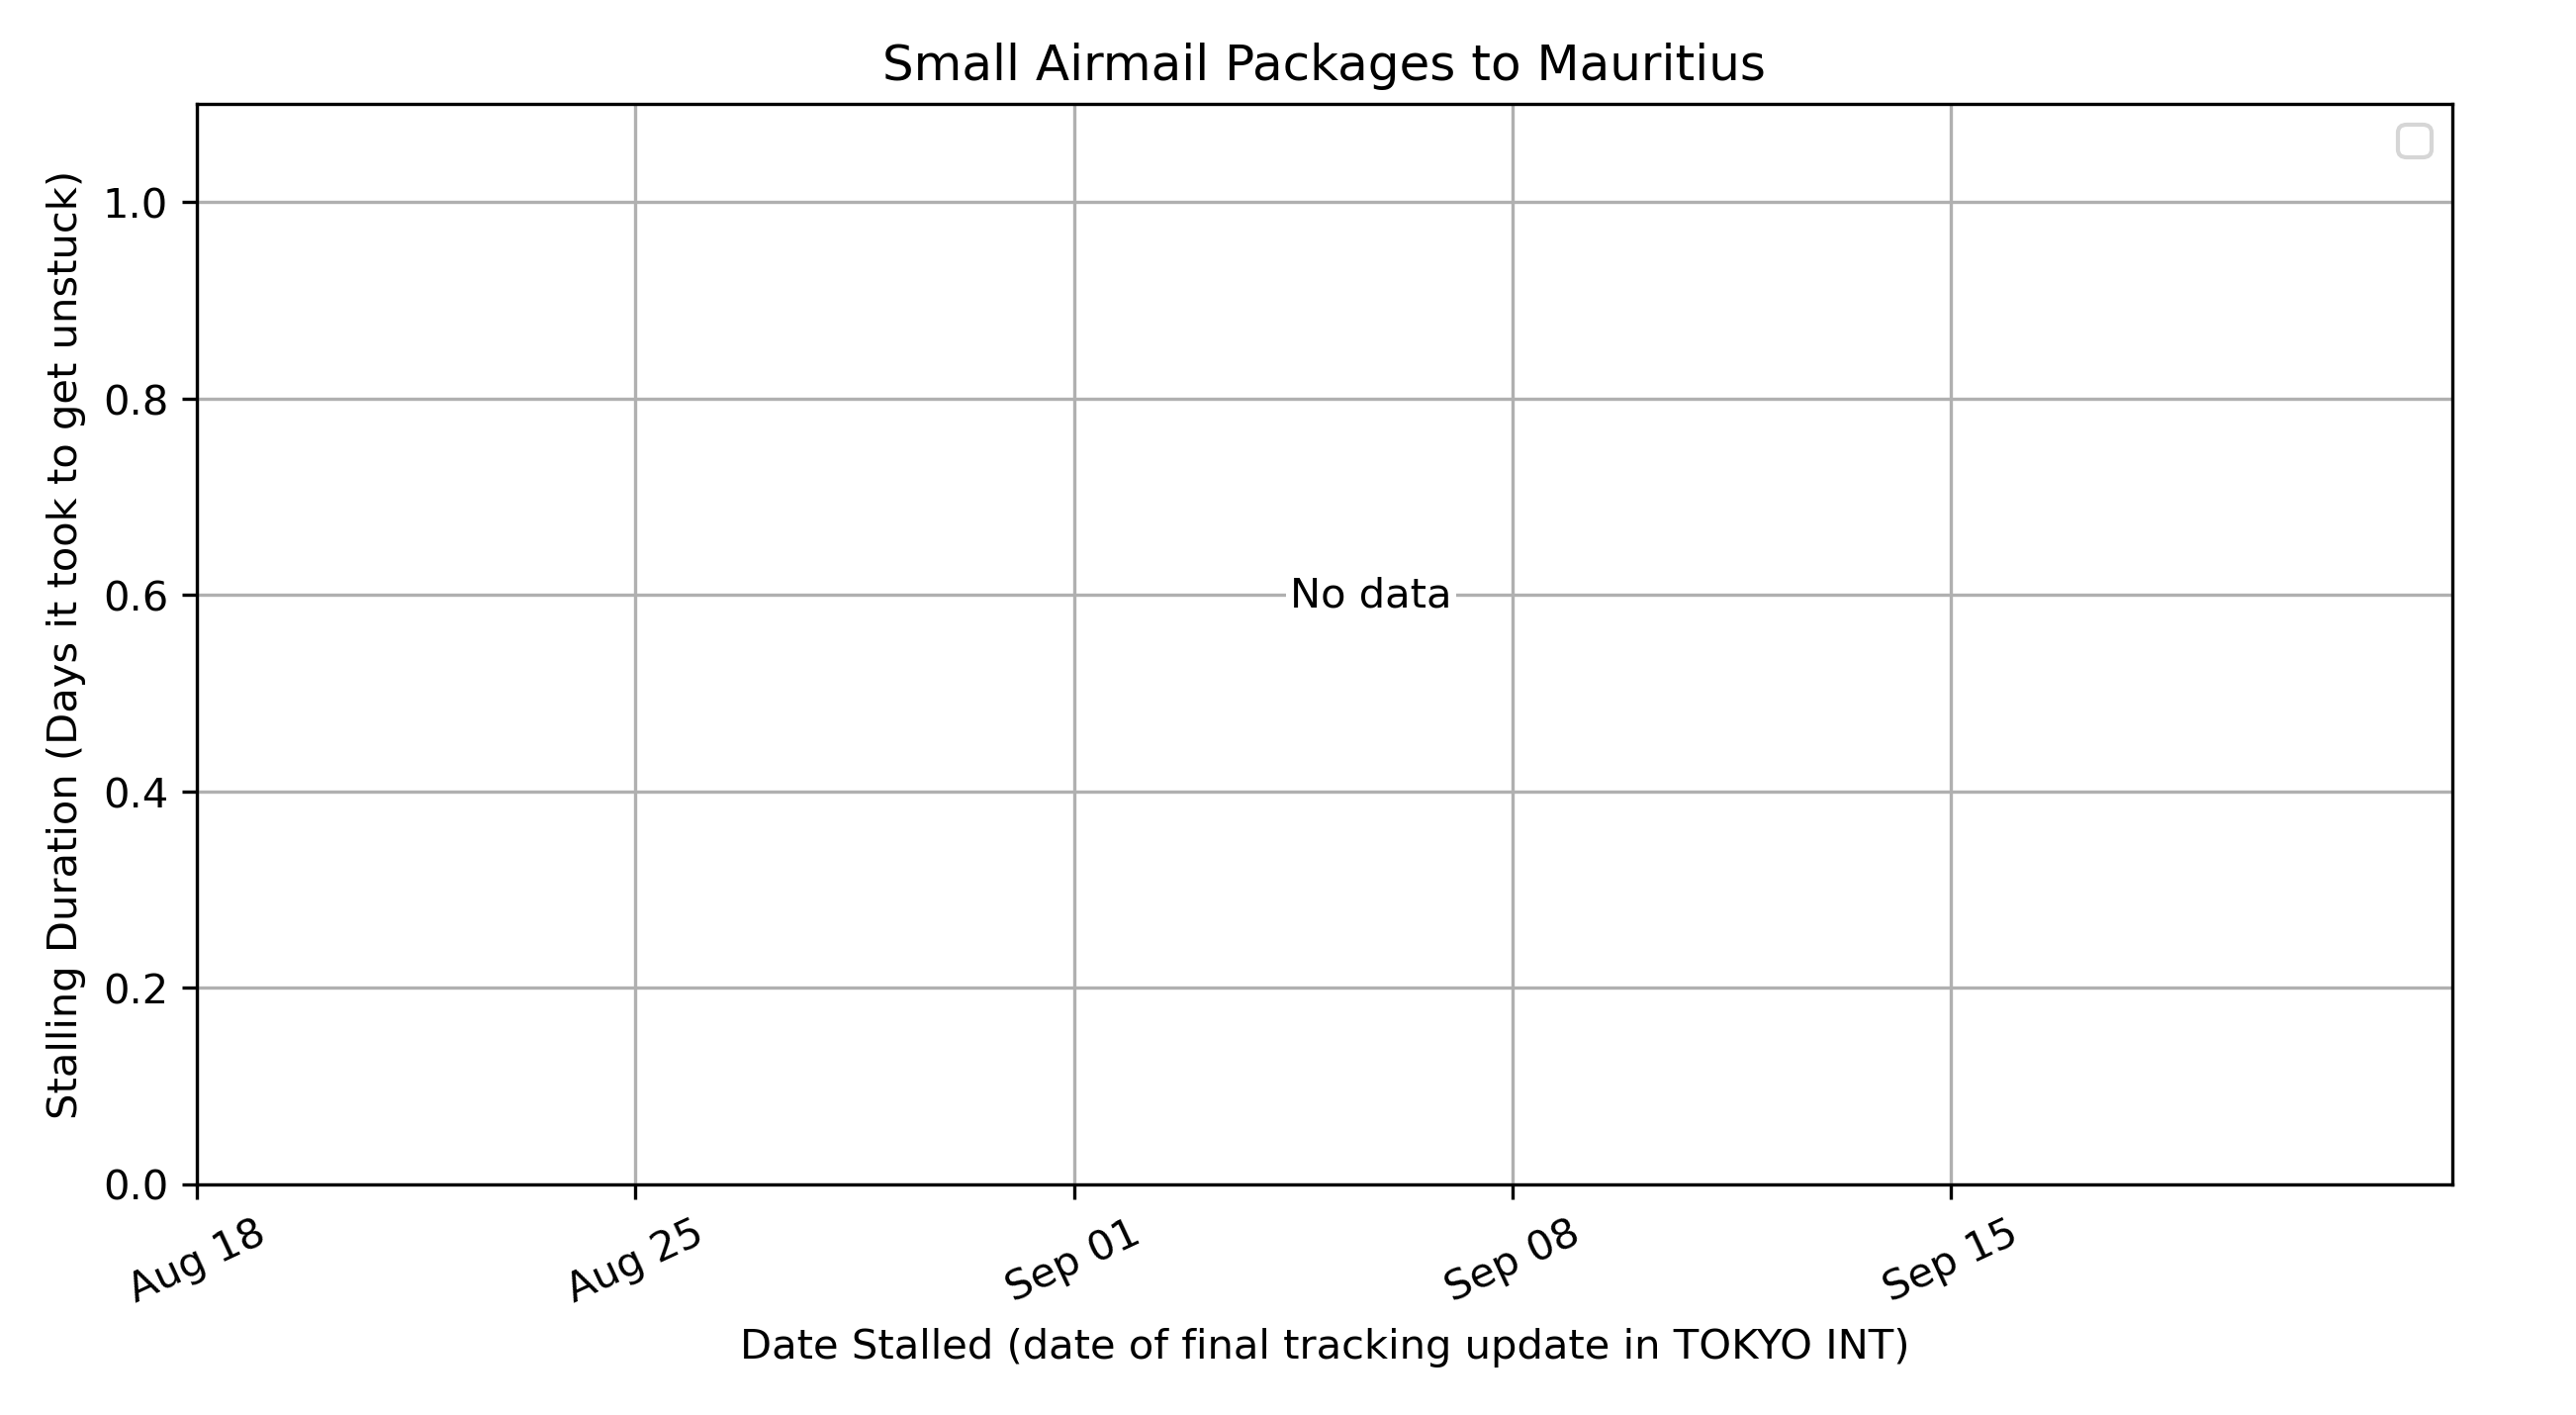 Small Airmail Packages to Mauritius
Stalling Duration (Days it took to get unstuck)
1.0
0.8
0.6
0.4
0.2
0.0
No data
Aug 18
Aug 25
Sep 01
Sep 08
Sep 15
Date Stalled (date of final tracking update in TOKYO INT)